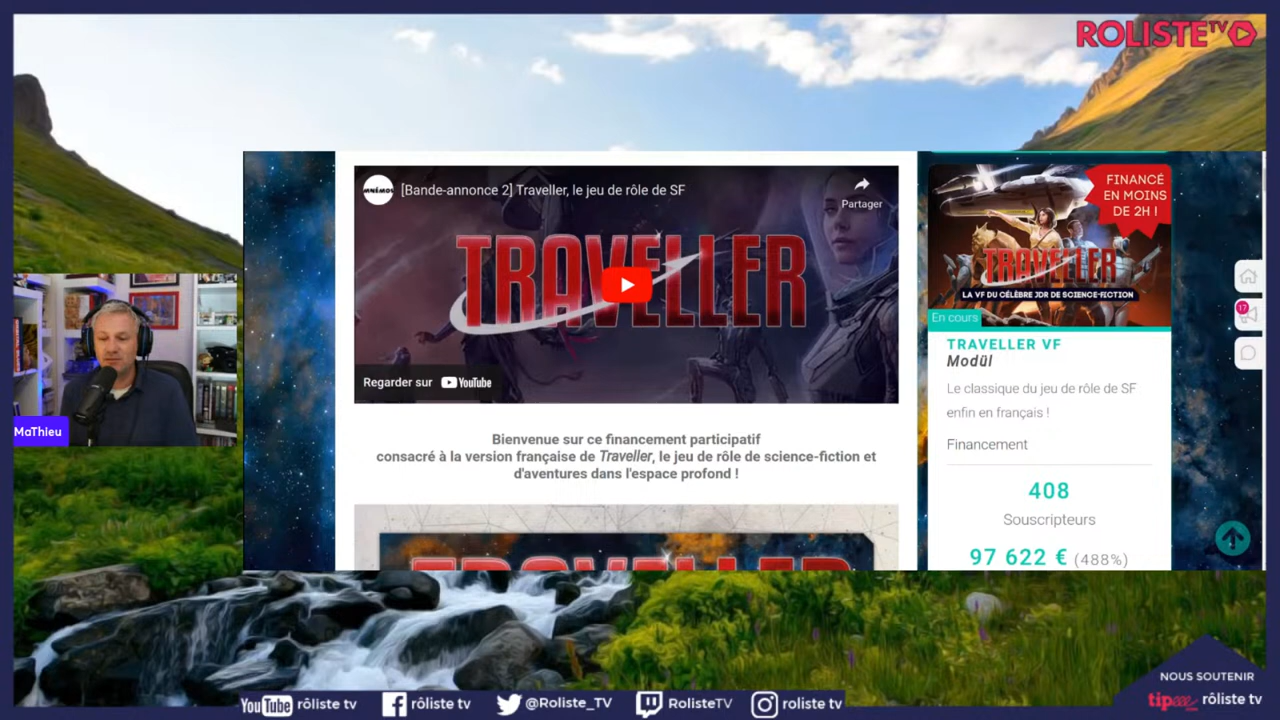 ROLISTE TV
MNÉMOS
[Bande-annonce 2] Traveller, le jeu de rôle de SF
Partager
TRAVELLER
Regarder sur YouTube
Bienvenue sur ce financement participatif
consacré à la version française de Traveller, le jeu de rôle de science-fiction et
d'aventures dans l'espace profond !
TRAVELLER
FINANCÉ
EN MOINS
DE 2H !
TRAVELLER
LA VF DU CÉLÈBRE JDR DE SCIENCE-FICTION
En cours
TRAVELLER VF
Modül
Le classique du jeu de rôle de SF
enfin en français !
Financement
408
Souscripteurs
97 622 € (488%)
17
MaThieu
NOUS SOUTENIR
tipeee rôliste tv
YouTube rôliste tv
rôliste tv
@Roliste_TV
RolisteTV
rôliste tv